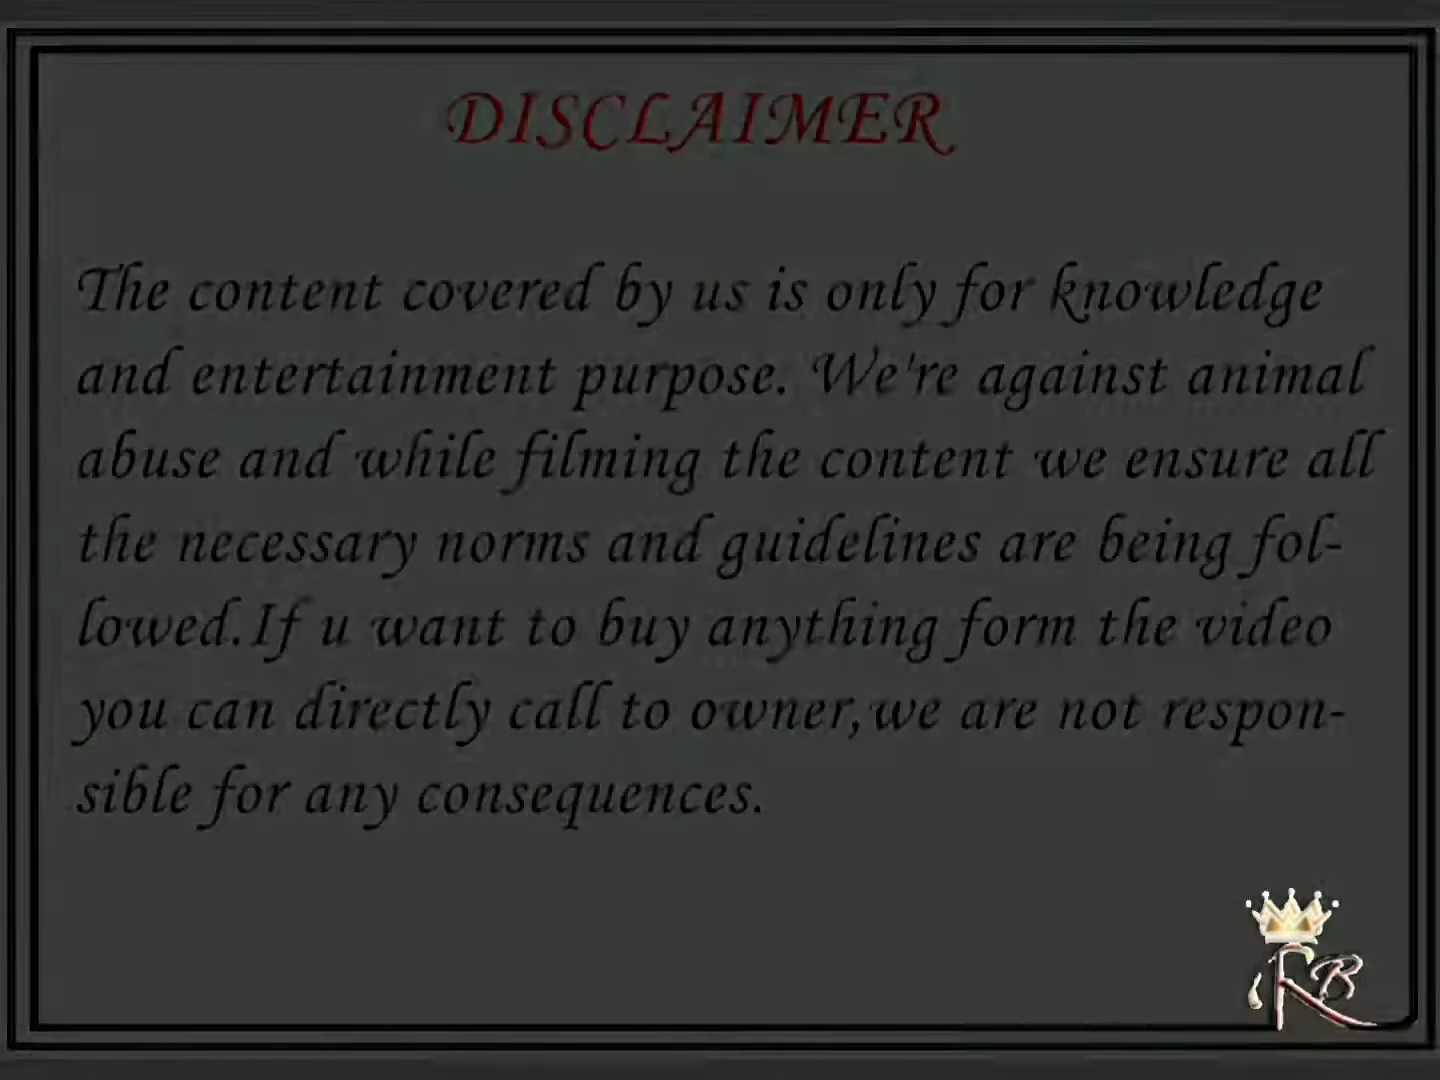 DISCLAIMER
The content covered by us is only for knowledge
and entertainment purpose. We're against animal
abuse and while filming the content we ensure all
the necessary norms and guidelines are being fol-
lowed.If u want to buy anything form the video
you can directly call to owner,we are not respon-
sible for any consequences.
RB